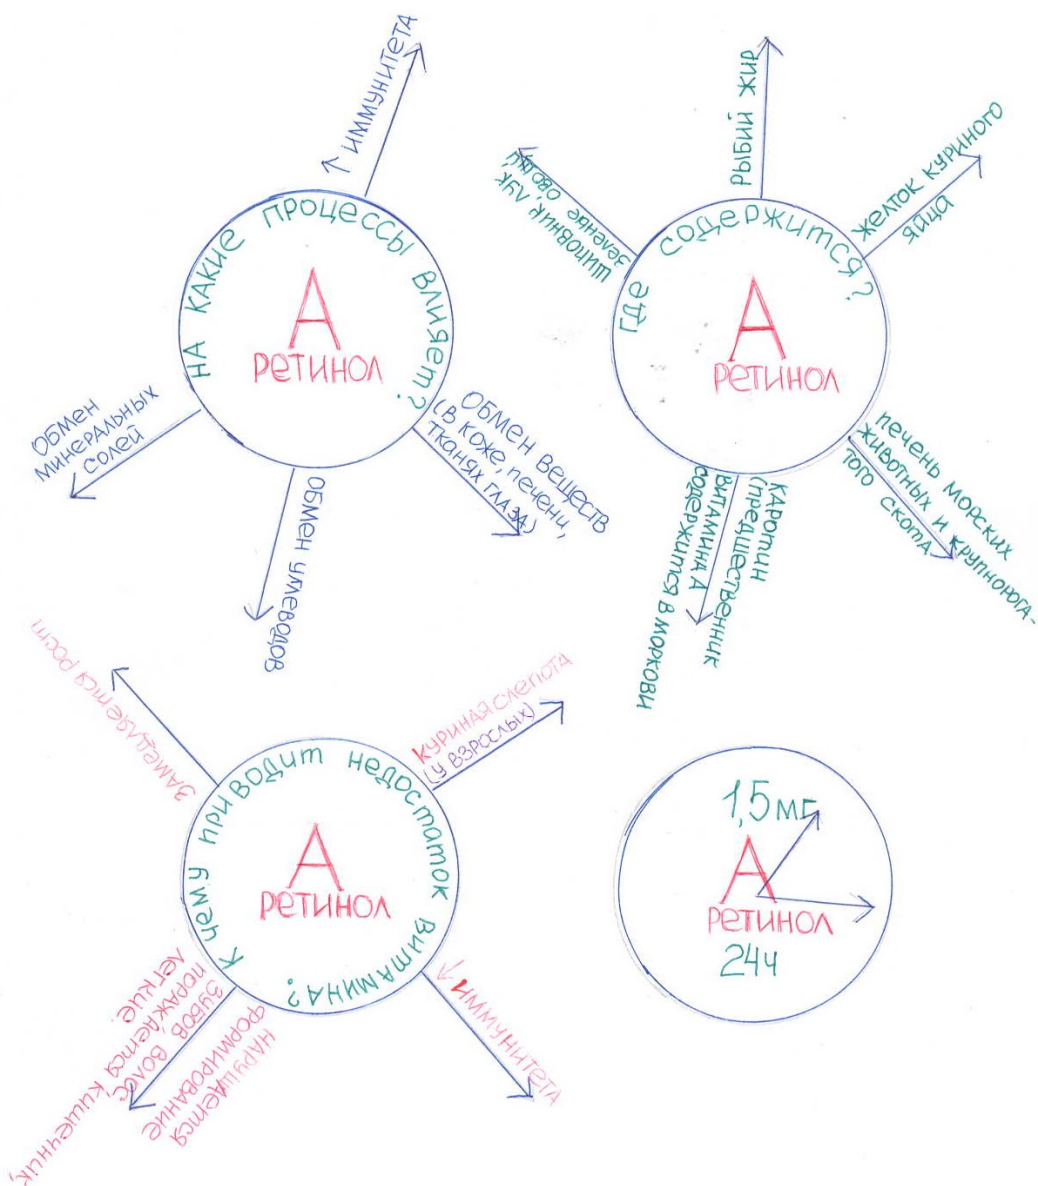 НА КАКИЕ ПРОЦЕССЫ ВЛИЯЕТ?
А
РЕТИНОЛ
↑ ИММУНИТЕТА
ОБМЕН ВЕЩЕСТВ
(В КОЖЕ, ПЕЧЕНИ,
ТКАНЯХ ГЛАЗА)
ОБМЕН УГЛЕВОДОВ
ОБМЕН
МИНЕРАЛЬНЫХ
СОЛЕЙ
ГДЕ СОДЕРЖИТСЯ?
А
РЕТИНОЛ
ШИПОВНИК, ЛУК,
ЗЕЛЕНЫЕ ОВОЩИ
РЫБИЙ ЖИР
ЖЕЛТОК КУРИНОГО
ЯЙЦА
ПЕЧЕНЬ МОРСКИХ
ЖИВОТНЫХ И КРУПНОРОГА-
ТОГО СКОТА
КАРОТИН
(ПРЕДШЕСТВЕННИК
ВИТАМИНА А
СОДЕРЖИТСЯ В МОРКОВИ
К ЧЕМУ ПРИВОДИТ НЕДОСТАТОК ВИТАМИНА?
А
РЕТИНОЛ
ЗАМЕДЛЯЕТСЯ РОСТ
КУРИНАЯ СЛЕПОТА
(У ВЗРОСЛЫХ)
↓ ИММУНИТЕТА
НАРУШАЕТСЯ
ФОРМИРОВАНИЕ
ЗУБОВ, ВОЛОС,
ПОРАЖАЕТСЯ КИШЕЧНИК,
ЛЕГКИЕ
1,5 мг
А
РЕТИНОЛ
24ч